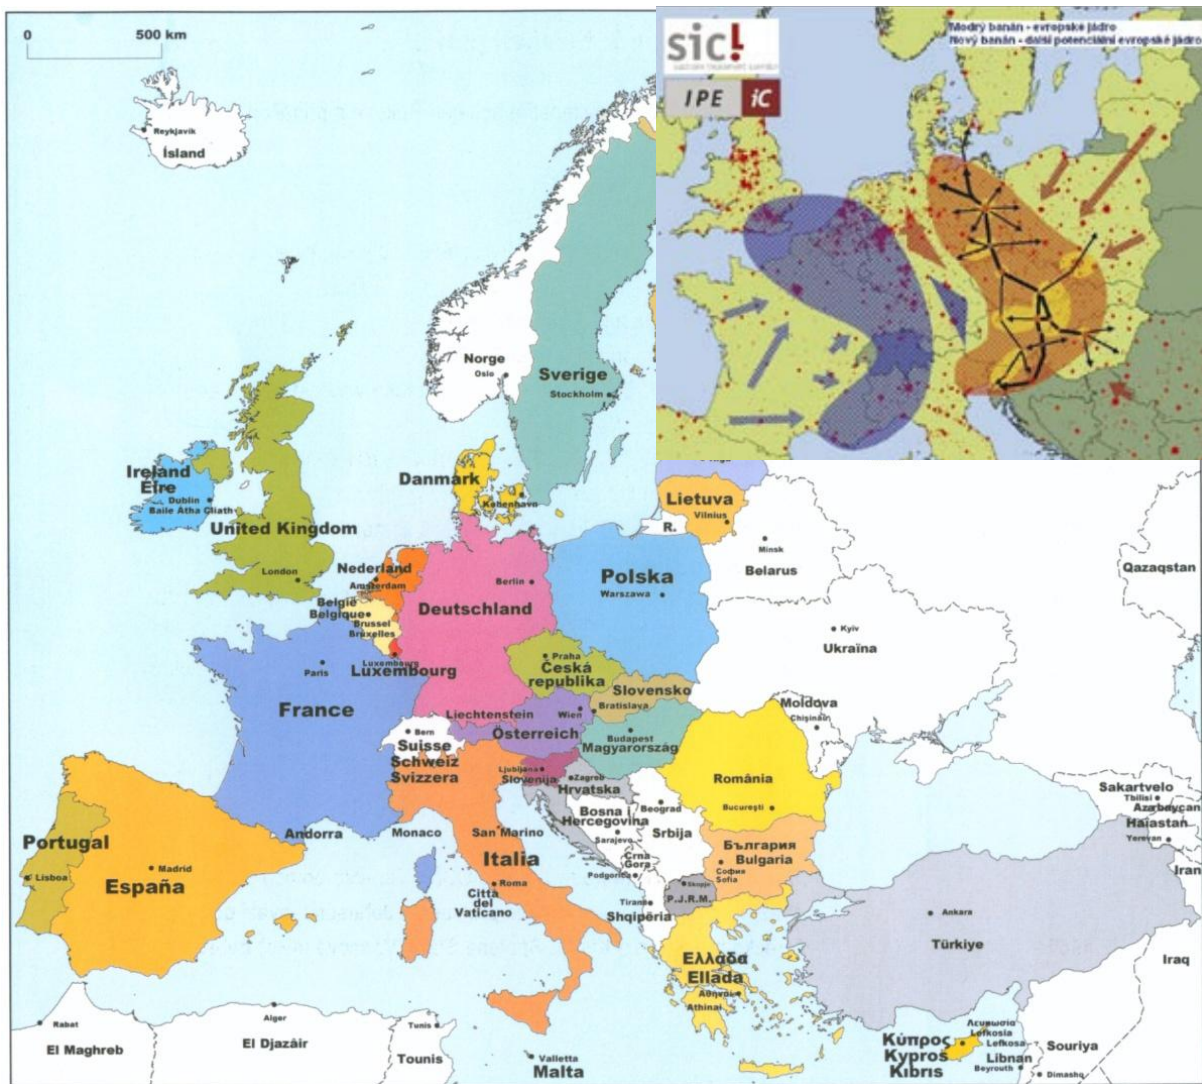 0 500 km
sic!
IPE iC
Modrý banán - evropské jádro
Nový banán - další potenciální evropské jádro
Reykjavík
Ísland
Norge
Oslo
Sverige
Stockholm
Danmark
København
Ireland
Éire
Dublin
Baile Átha Cliath
United Kingdom
London
Lietuva
Vilnius
R.
Minsk
Belarus
Qazaqstan
Nederland
Amsterdam
België
Belgique
Brussel
Bruxelles
Luxembourg
Luxembourg
Berlin
Deutschland
Polska
Warszawa
Kyïv
Ukraïna
Paris
France
Praha
Česká
republika
Slovensko
Bratislava
Moldova
Chişinău
Liechtenstein
Wien
Österreich
Budapest
Magyarország
Bern
Suisse
Schweiz
Svizzera
Ljubljana
Slovenija
Zagreb
Hrvatska
România
Bucureşti
Bosna i
Hercegovina
Sarajevo
Beograd
Srbija
Crna
Gora
Podgorica
България
Bulgaria
София
Sofia
Skopje
P.J.R.M.
Tirana
Shqipëria
Sakartvelo
Tbilisi
Azərbaycan
Haiastan
Yerevan
Iran
Andorra
Monaco
San Marino
Italia
Roma
Città
del
Vaticano
Portugal
Lisboa
Madrid
España
Ελλάδα
Ellada
Αθήναι
Athinai
Ankara
Türkiye
Iraq
Rabat
El Maghreb
Alger
El Djazâir
Tunis
Tounis
Valletta
Malta
Λευκωσία
Lefkosia
Lefkosa
Κύπρος
Kypros
Kıbrıs
Libnan
Beyrouth
Souriya
Dimashq